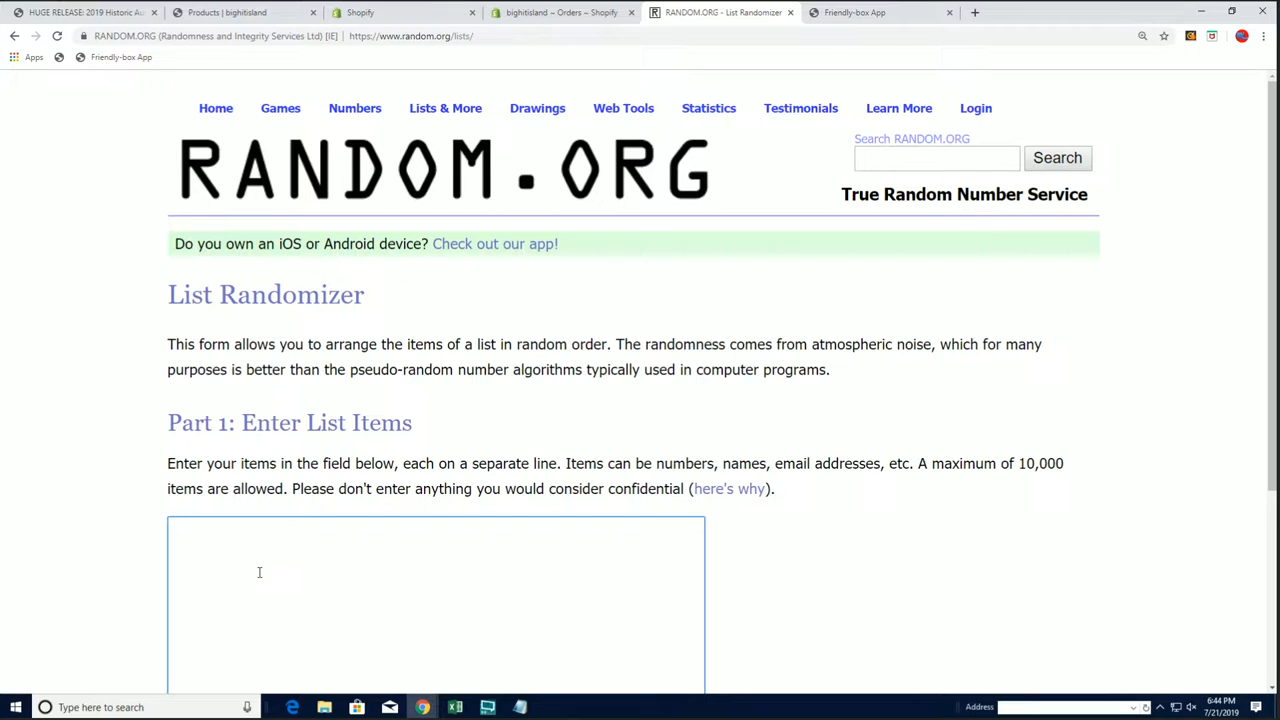 HUGE RELEASE: 2019 Historic Au
Products | bighitisland
Shopify
bighitisland ~ Orders ~ Shopify
RANDOM.ORG - List Randomizer
Friendly-box App
RANDOM.ORG (Randomness and Integrity Services Ltd) [IE] | https://www.random.org/lists/
Apps
Friendly-box App
Home Games Numbers Lists & More Drawings Web Tools Statistics Testimonials Learn More Login
RANDOM.ORG
Search RANDOM.ORG
Search
True Random Number Service
Do you own an iOS or Android device? Check out our app!
List Randomizer
This form allows you to arrange the items of a list in random order. The randomness comes from atmospheric noise, which for many
purposes is better than the pseudo-random number algorithms typically used in computer programs.
Part 1: Enter List Items
Enter your items in the field below, each on a separate line. Items can be numbers, names, email addresses, etc. A maximum of 10,000
items are allowed. Please don't enter anything you would consider confidential (here's why).
Type here to search
Address
6:44 PM
7/21/2019